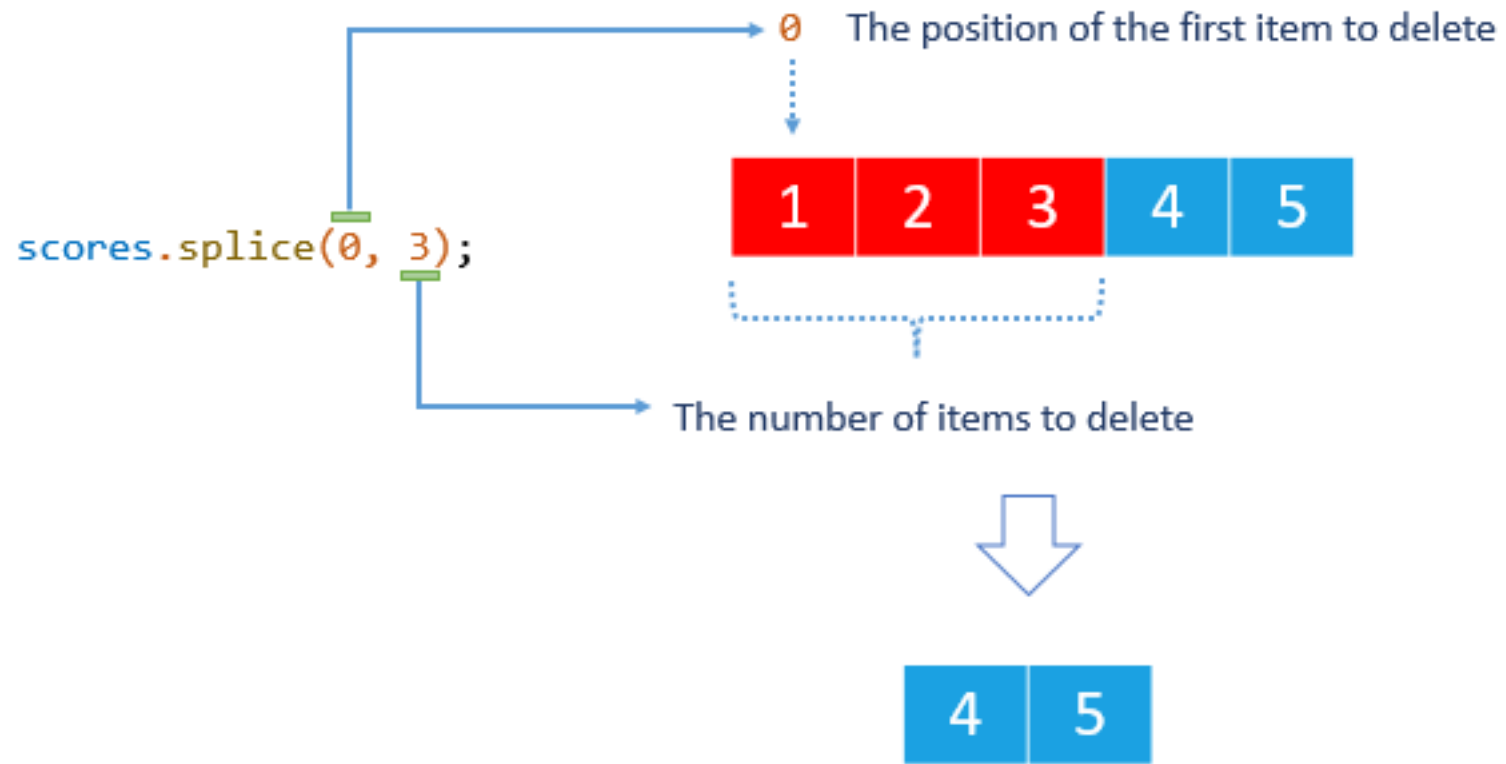 0 The position of the first item to delete
1 2 3 4 5
scores.splice(0, 3);
The number of items to delete
4 5